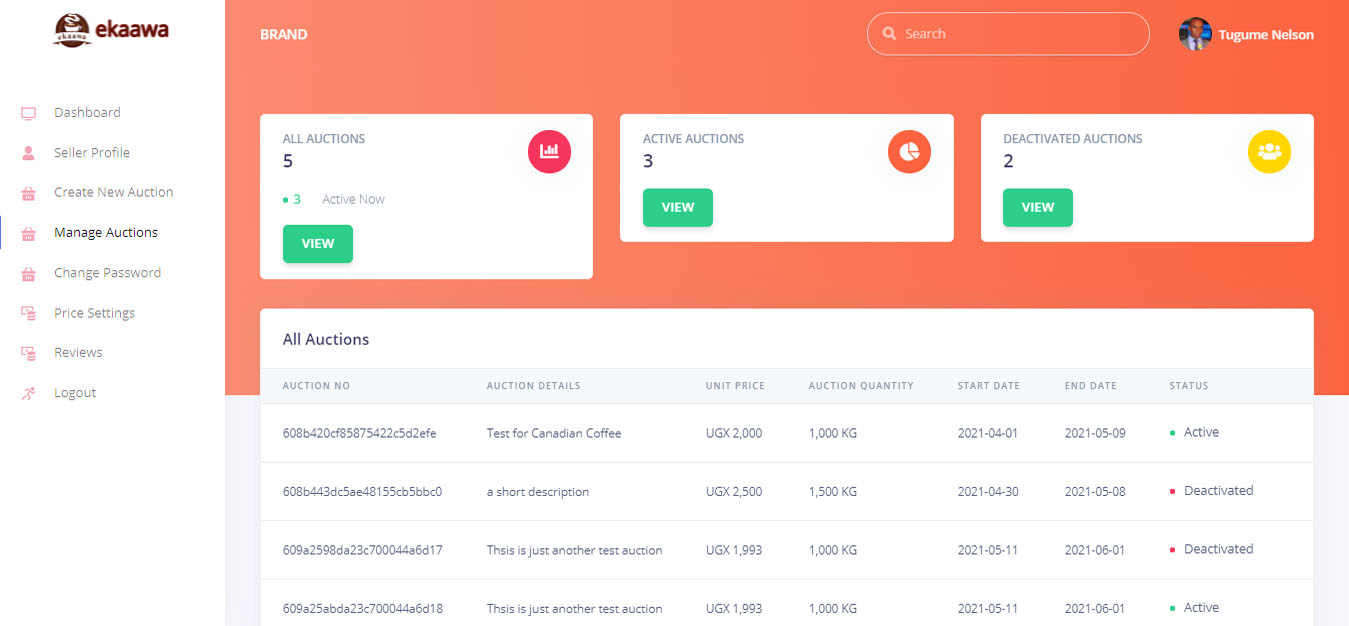 ekaawa
ekaawa
BRAND
Search
Tugume Nelson
Dashboard
Seller Profile
Create New Auction
Manage Auctions
Change Password
Price Settings
Reviews
Logout
ALL AUCTIONS
5
3 Active Now
VIEW
ACTIVE AUCTIONS
3
VIEW
DEACTIVATED AUCTIONS
2
VIEW
All Auctions
AUCTION NO AUCTION DETAILS UNIT PRICE AUCTION QUANTITY START DATE END DATE STATUS
608b420cf85875422c5d2efe Test for Canadian Coffee UGX 2,000 1,000 KG 2021-04-01 2021-05-09 Active
608b443dc5ae48155cb5bbc0 a short description UGX 2,500 1,500 KG 2021-04-30 2021-05-08 Deactivated
609a2598da23c700044a6d17 Thsis is just another test auction UGX 1,993 1,000 KG 2021-05-11 2021-06-01 Deactivated
609a25abda23c700044a6d18 Thsis is just another test auction UGX 1,993 1,000 KG 2021-05-11 2021-06-01 Active